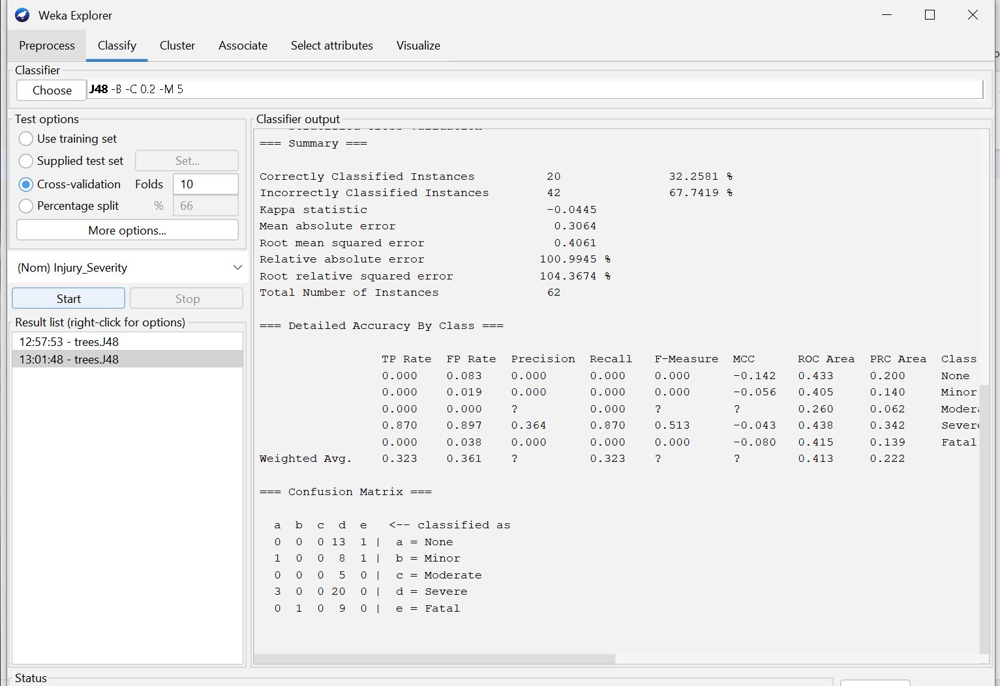 Weka Explorer
Preprocess Classify Cluster Associate Select attributes Visualize
Classifier
Choose J48 -B -C 0.2 -M 5
Test options
Use training set
Supplied test set Set...
Cross-validation Folds 10
Percentage split % 66
More options...
(Nom) Injury_Severity
Start Stop
Result list (right-click for options)
12:57:53 - trees.J48
13:01:48 - trees.J48
Classifier output
=== Summary ===
Correctly Classified Instances 20 32.2581 %
Incorrectly Classified Instances 42 67.7419 %
Kappa statistic -0.0445
Mean absolute error 0.3064
Root mean squared error 0.4061
Relative absolute error 100.9945 %
Root relative squared error 104.3674 %
Total Number of Instances 62
=== Detailed Accuracy By Class ===
TP Rate FP Rate Precision Recall F-Measure MCC ROC Area PRC Area Class
0.000 0.083 0.000 0.000 0.000 -0.142 0.433 0.200 None
0.000 0.019 0.000 0.000 0.000 -0.056 0.405 0.140 Minor
0.000 0.000 ? 0.000 ? ? 0.260 0.062 Moder
0.870 0.897 0.364 0.870 0.513 -0.043 0.438 0.342 Sever
0.000 0.038 0.000 0.000 0.000 -0.080 0.415 0.139 Fatal
Weighted Avg. 0.323 0.361 ? 0.323 ? ? 0.413 0.222
=== Confusion Matrix ===
a b c d e <-- classified as
0 0 0 13 1 | a = None
1 0 0 8 1 | b = Minor
0 0 0 5 0 | c = Moderate
3 0 0 20 0 | d = Severe
0 1 0 9 0 | e = Fatal
Status